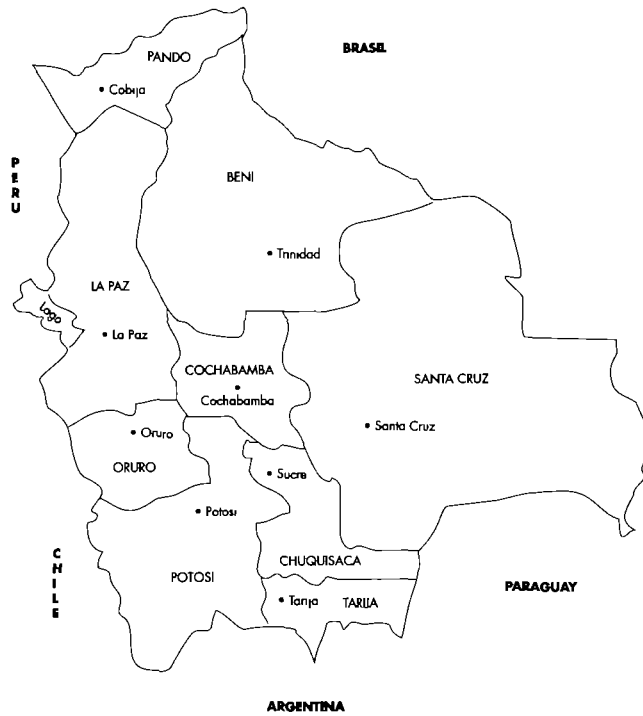 BRASIL
PANDO
Cobija
PERU
BENI
Trinidad
LA PAZ
Lago
La Paz
COCHABAMBA
Cochabamba
SANTA CRUZ
Santa Cruz
Oruro
ORURO
Sucre
Potosi
CHILE
CHUQUISACA
POTOSI
PARAGUAY
Tarija
TARIJA
ARGENTINA